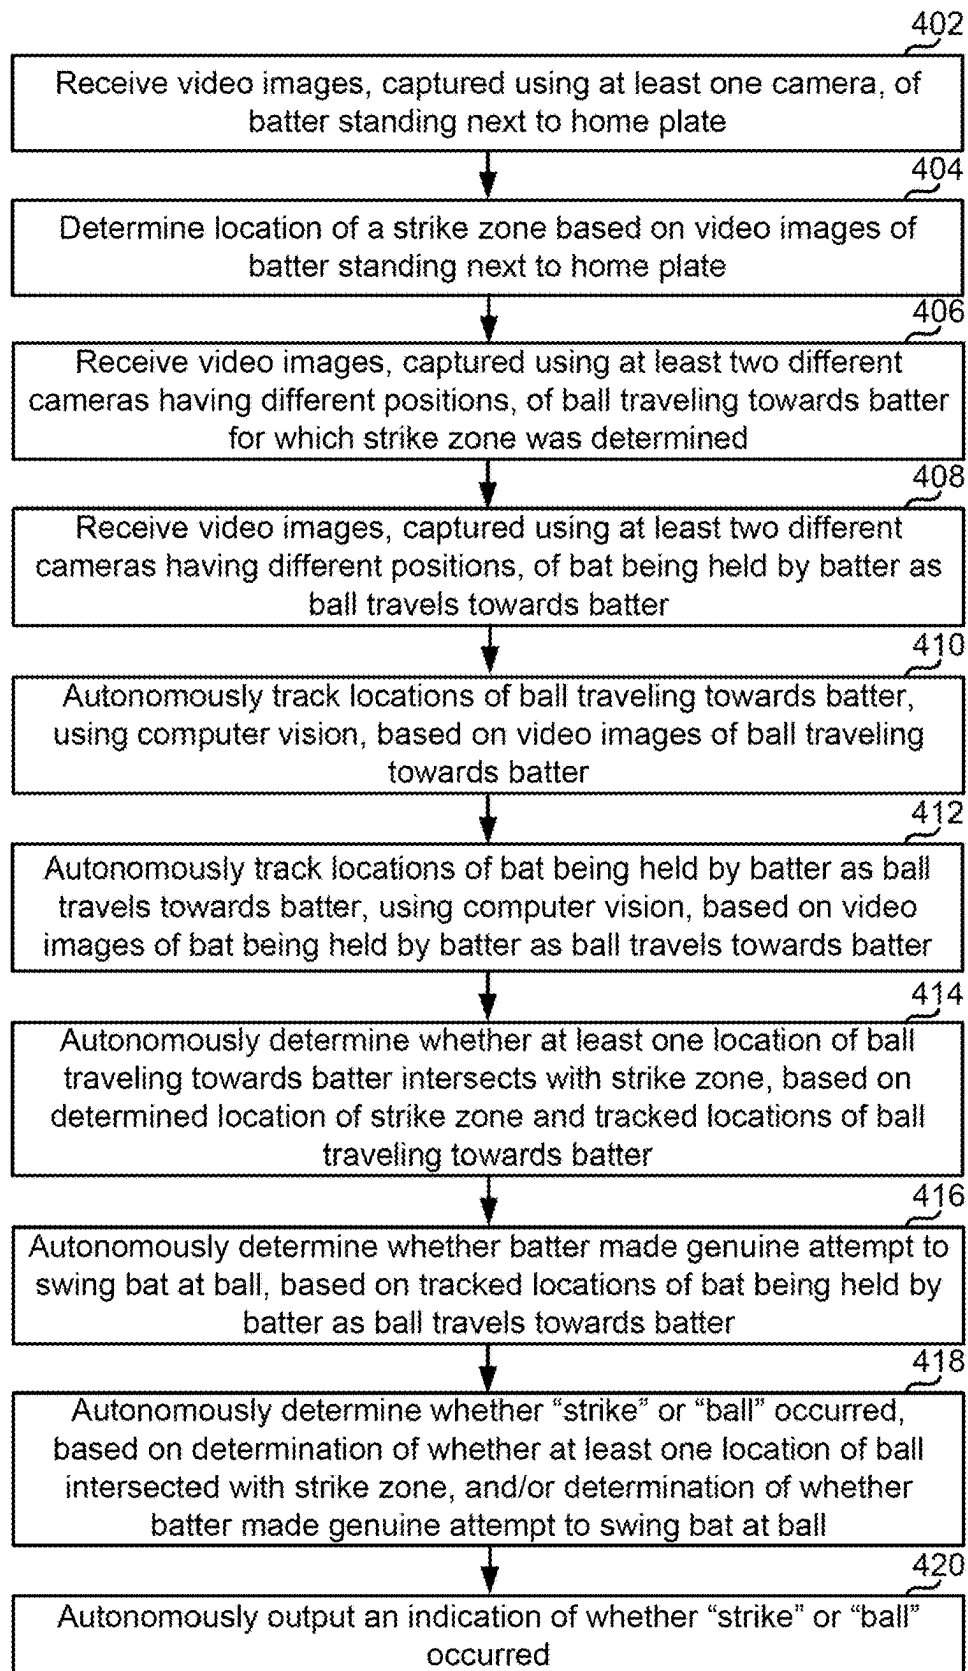 402
Receive video images, captured using at least one camera, of
batter standing next to home plate
404
Determine location of a strike zone based on video images of
batter standing next to home plate
406
Receive video images, captured using at least two different
cameras having different positions, of ball traveling towards batter
for which strike zone was determined
408
Receive video images, captured using at least two different
cameras having different positions, of bat being held by batter as
ball travels towards batter
410
Autonomously track locations of ball traveling towards batter,
using computer vision, based on video images of ball traveling
towards batter
412
Autonomously track locations of bat being held by batter as ball
travels towards batter, using computer vision, based on video
images of bat being held by batter as ball travels towards batter
414
Autonomously determine whether at least one location of ball
traveling towards batter intersects with strike zone, based on
determined location of strike zone and tracked locations of ball
traveling towards batter
416
Autonomously determine whether batter made genuine attempt to
swing bat at ball, based on tracked locations of bat being held by
batter as ball travels towards batter
418
Autonomously determine whether “strike” or “ball” occurred,
based on determination of whether at least one location of ball
intersected with strike zone, and/or determination of whether
batter made genuine attempt to swing bat at ball
420
Autonomously output an indication of whether “strike” or “ball”
occurred